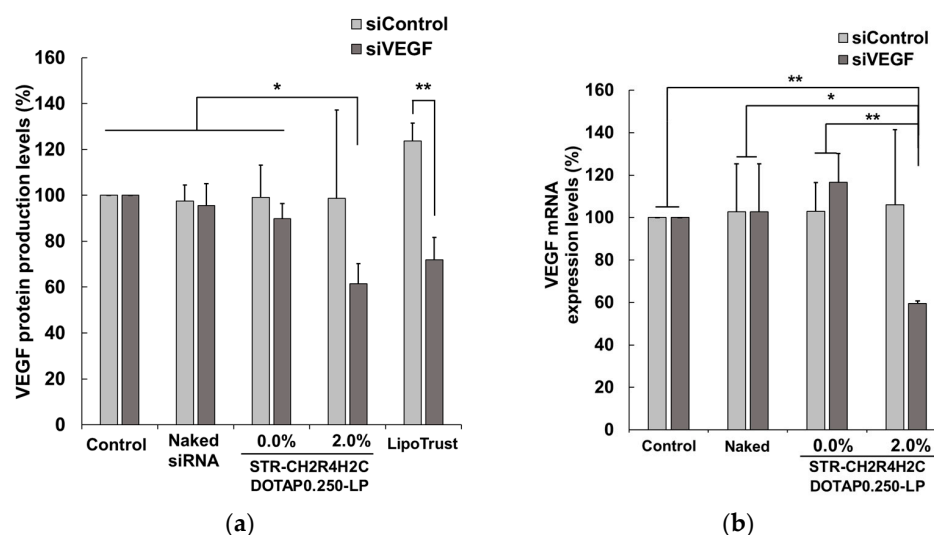 siControl
siVEGF
VEGF protein production levels (%)
160
140
120
100
80
60
40
20
0
*
**
Control
Naked
siRNA
0.0%
2.0%
LipoTrust
STR-CH2R4H2C
DOTAP0.250-LP
(a)
siControl
siVEGF
VEGF mRNA
expression levels (%)
160
140
120
100
80
60
40
20
0
**
*
**
Control
Naked
0.0%
2.0%
STR-CH2R4H2C
DOTAP0.250-LP
(b)